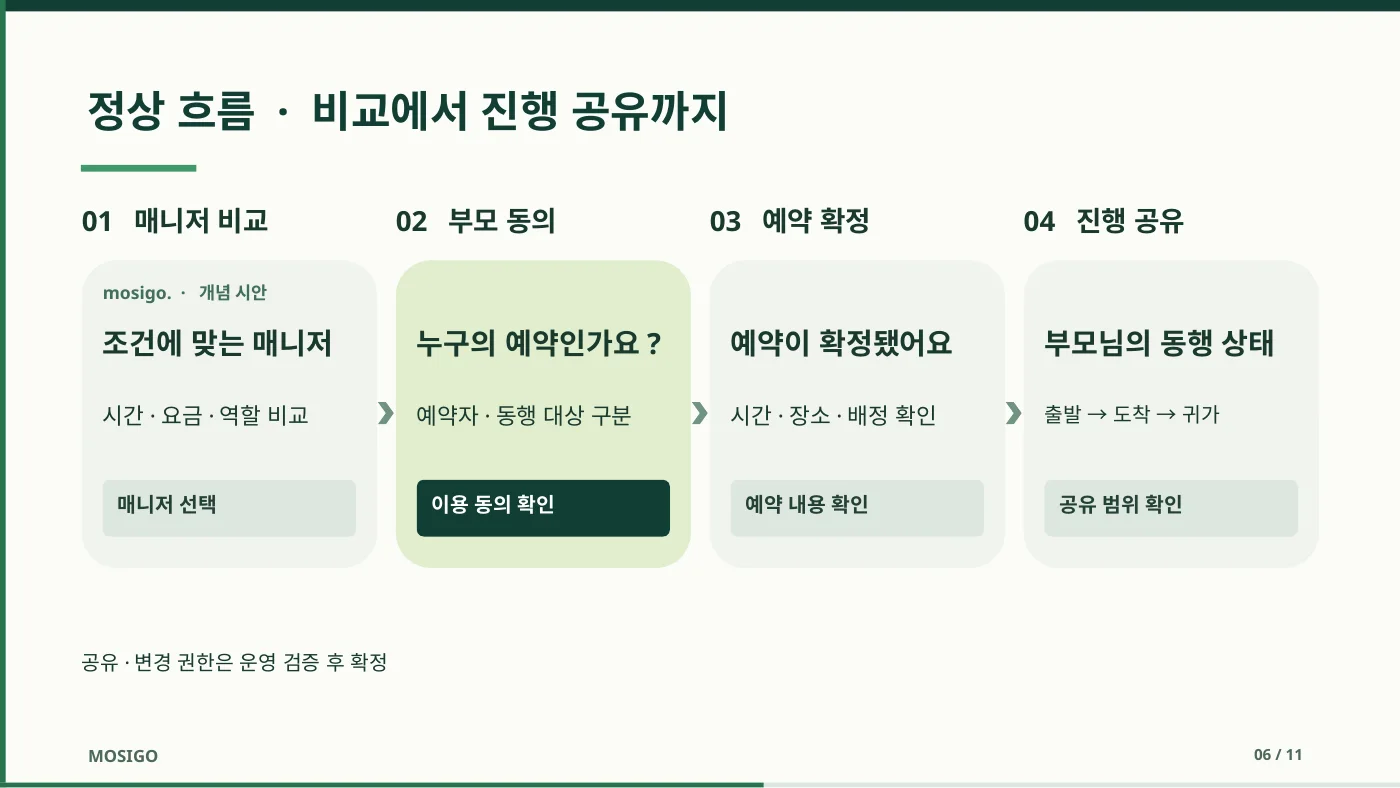 정상 흐름 · 비교에서 진행 공유까지
01 매니저 비교
mosigo. · 개념 시안
조건에 맞는 매니저
시간 · 요금 · 역할 비교
매니저 선택
02 부모 동의
누구의 예약인가요 ?
예약자 · 동행 대상 구분
이용 동의 확인
03 예약 확정
예약이 확정됐어요
시간 · 장소 · 배정 확인
예약 내용 확인
04 진행 공유
부모님의 동행 상태
출발 → 도착 → 귀가
공유 범위 확인
공유 · 변경 권한은 운영 검증 후 확정
MOSIGO
06 / 11